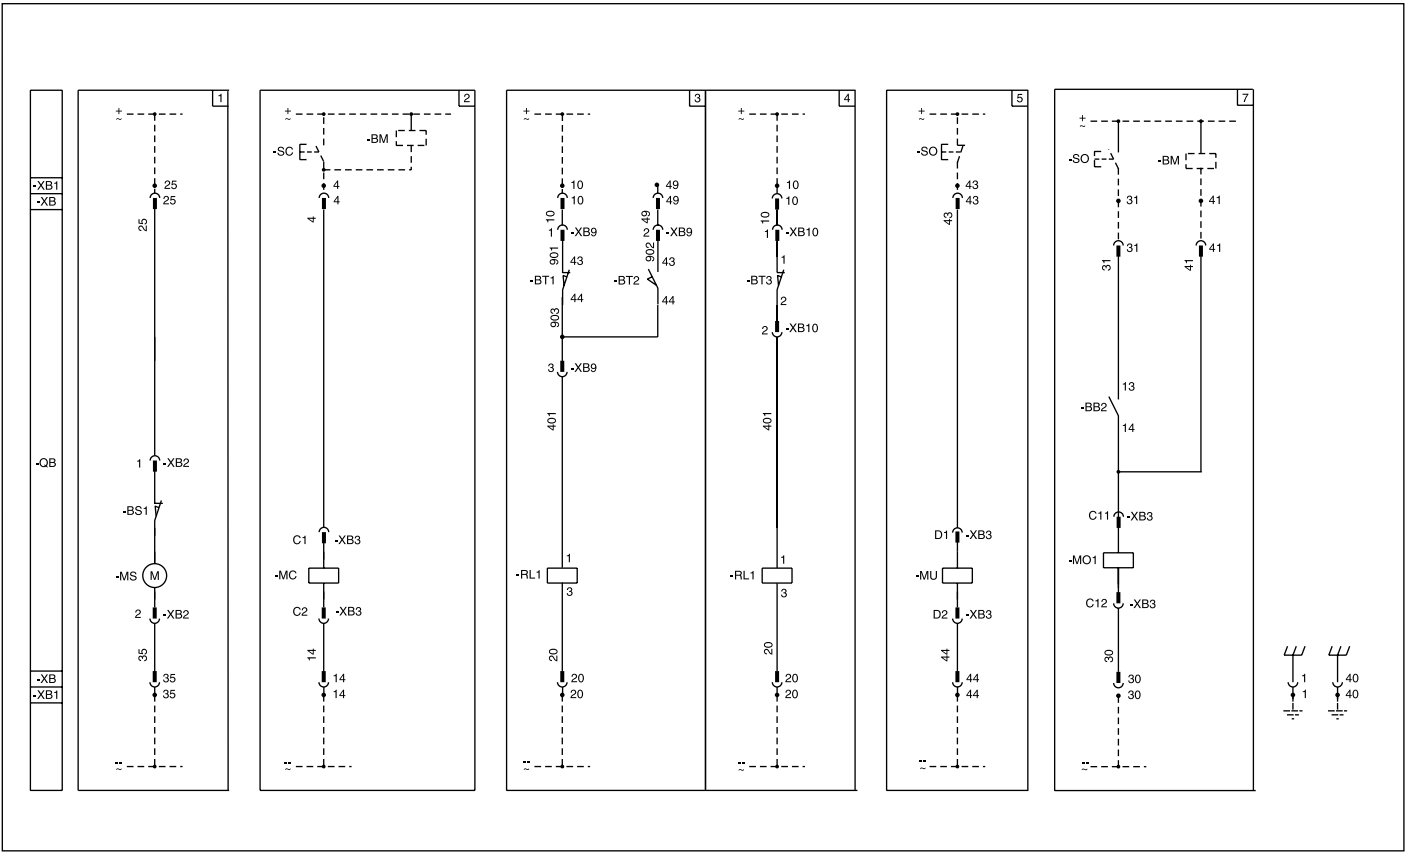 -XB1
-XB
-QB
-XB
-XB1
1
+
~
25
25
25
1 -XB2
-BS1
-MS M
2 -XB2
35
35
35
--
~
2
+
~
-SC
-BM
4
4
4
C1 -XB3
-MC
C2 -XB3
14
14
14
--
~
3
+
~
10
10
10
1 -XB9
901
43
-BT1
44
903
49
49
49
2 -XB9
902
43
-BT2
44
3 -XB9
401
1
-RL1
3
20
20
20
--
~
4
+
~
10
10
10
1 -XB10
1
-BT3
2
2 -XB10
401
1
-RL1
3
20
20
20
--
~
5
+
~
-SO
43
43
43
D1 -XB3
-MU
D2 -XB3
44
44
44
--
~
7
+
~
-SO
-BM
31
41
31
41
31
41
13
-BB2
14
C11 -XB3
-MO1
C12 -XB3
30
30
30
--
~
1
1
40
40